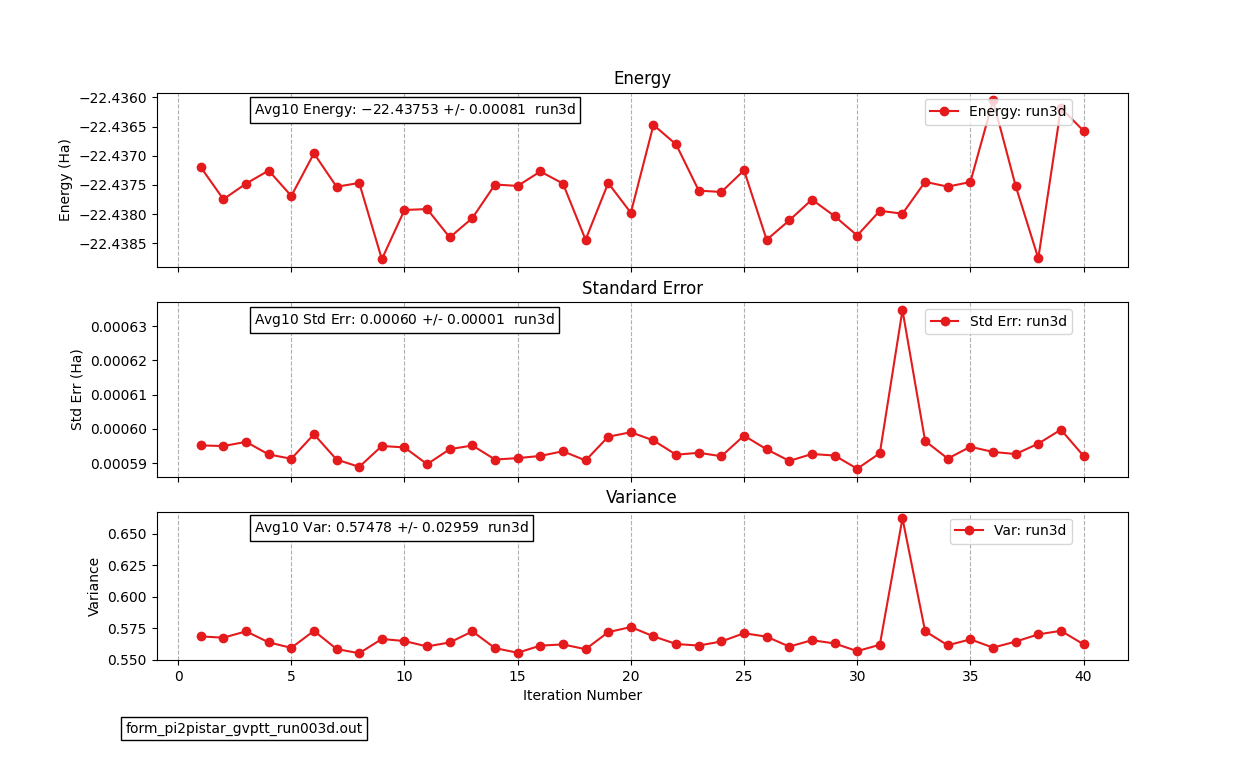 Energy
Avg10 Energy: −22.43753 +/- 0.00081 run3d
Energy: run3d
Energy (Ha)
−22.4360
−22.4365
−22.4370
−22.4375
−22.4380
−22.4385
Standard Error
Avg10 Std Err: 0.00060 +/- 0.00001 run3d
Std Err: run3d
Std Err (Ha)
0.00063
0.00062
0.00061
0.00060
0.00059
Variance
Avg10 Var: 0.57478 +/- 0.02959 run3d
Var: run3d
Variance
0.650
0.625
0.600
0.575
0.550
0 5 10 15 20 25 30 35 40
Iteration Number
form_pi2pistar_gvptt_run003d.out